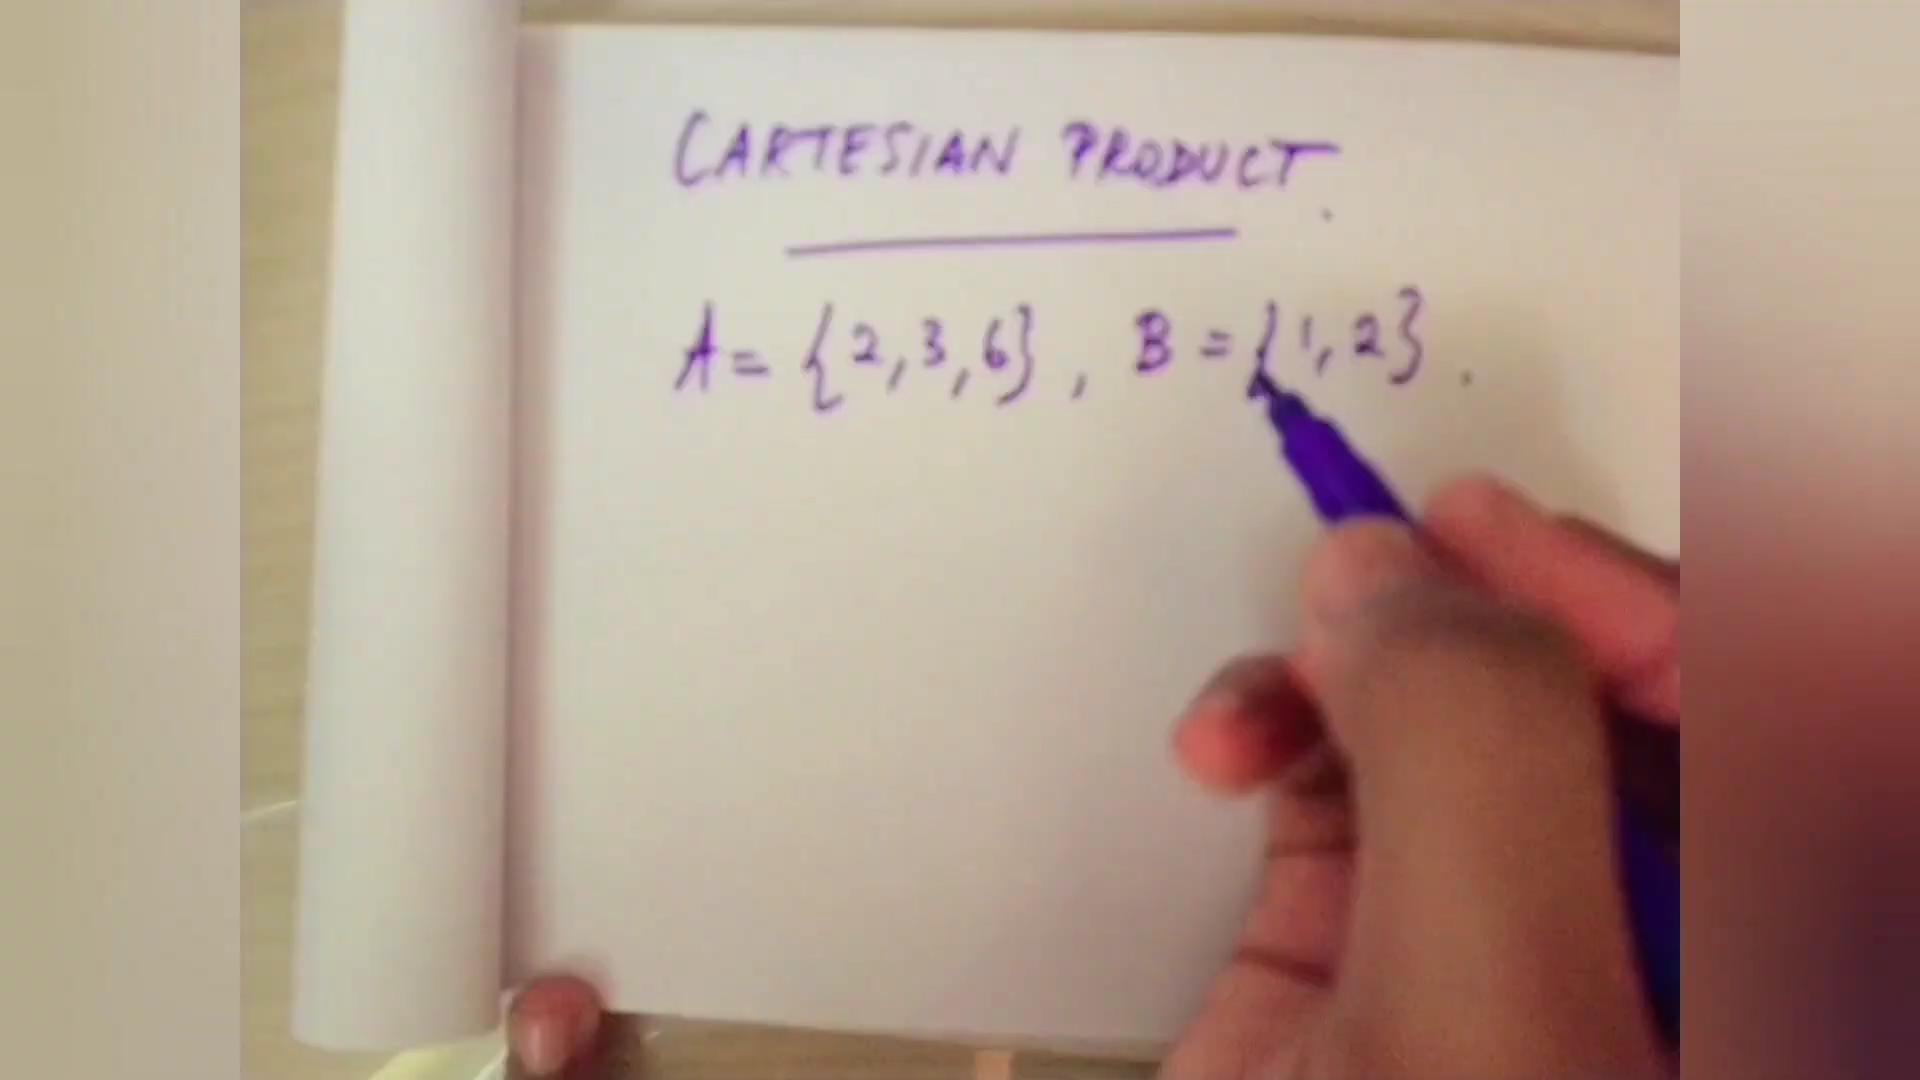 CARTESIAN PRODUCT.
A = {2, 3, 6}, B = {1, 2}.